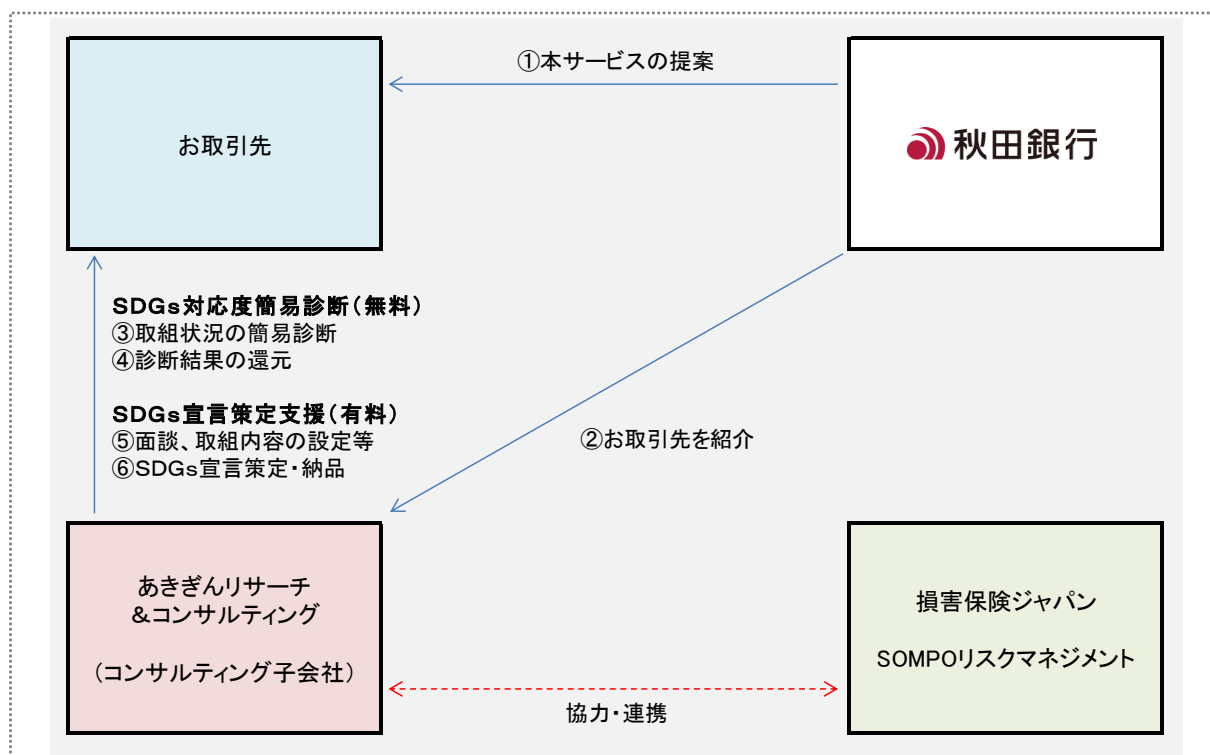 ①本サービスの提案
お取引先
秋田銀行
SDGs対応度簡易診断(無料)
③取組状況の簡易診断
④診断結果の還元
SDGs宣言策定支援(有料)
⑤面談、取組内容の設定等
⑥SDGs宣言策定・納品
②お取引先を紹介
あきぎんリサーチ
&コンサルティング
(コンサルティング子会社)
損害保険ジャパン
SOMPOリスクマネジメント
協力・連携